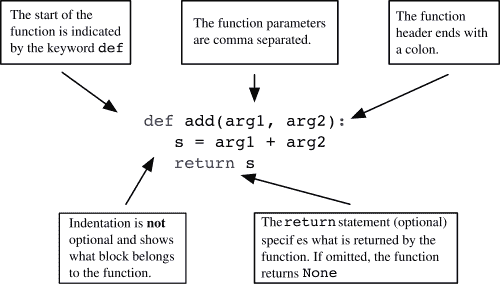 The start of the
function is indicated
by the keyword def
The function parameters
are comma separated.
The function
header ends with
a colon.
def add(arg1, arg2):
s = arg1 + arg2
return s
Indentation is not
optional and shows
what block belongs
to the function.
The return statement (optional)
specif es what is returned by the
function. If omitted, the function
returns None